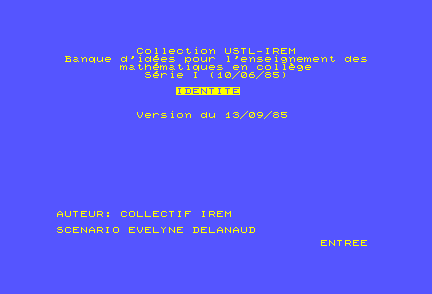 Collection USTL-IREM
Banque d'idées pour l'enseignement des
mathématiques en collège
Série I (10/06/85)
IDENTITE
Version du 13/09/85
AUTEUR: COLLECTIF IREM
SCENARIO EVELYNE DELANAUD
ENTREE